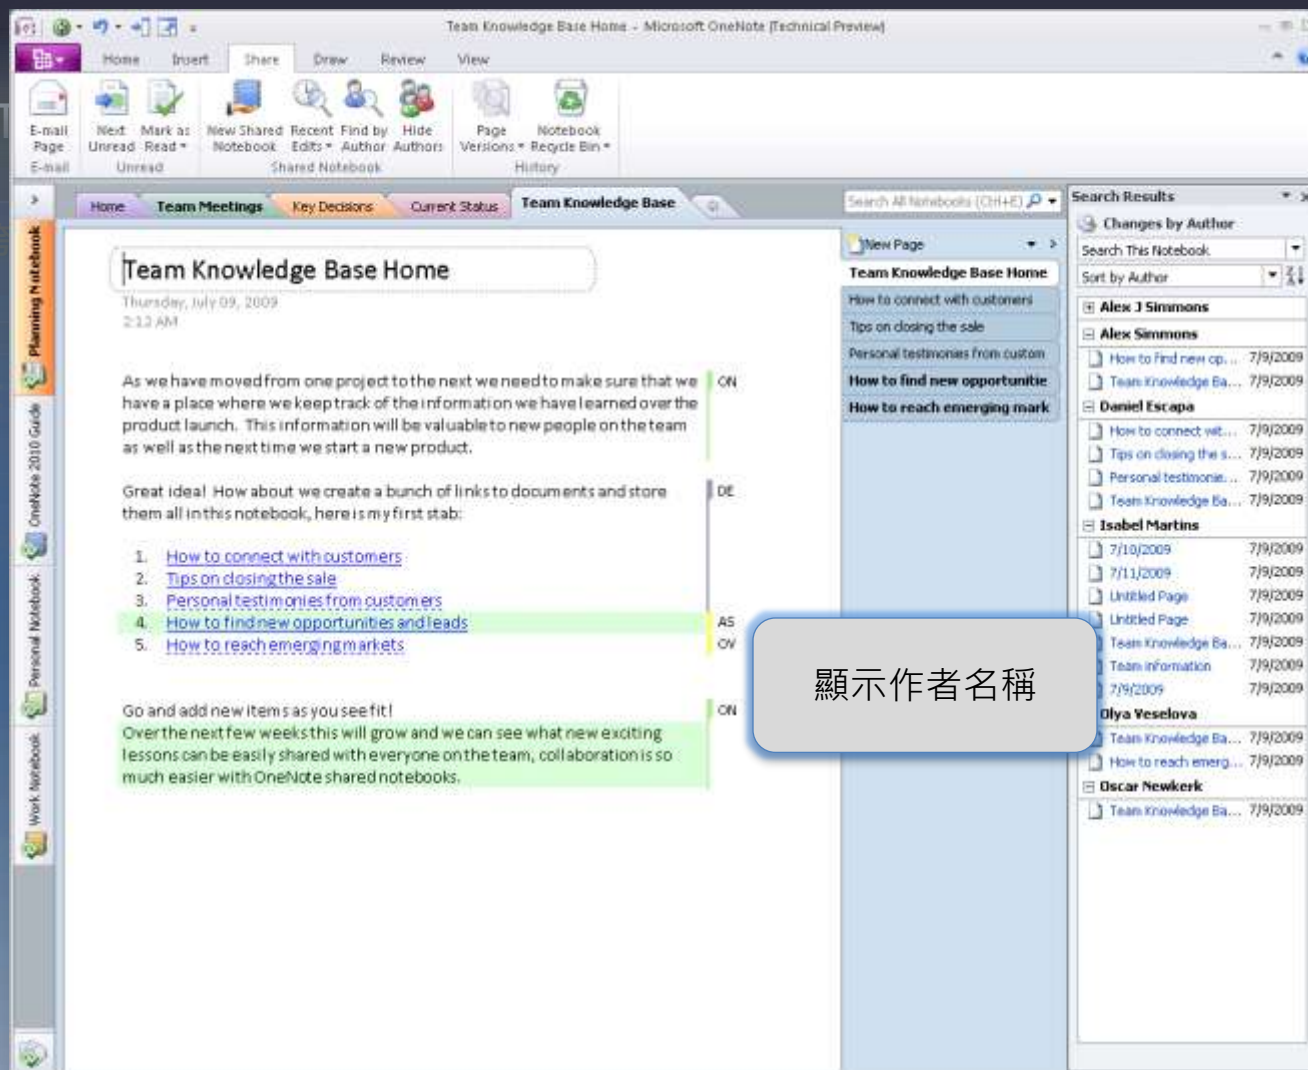 Team Knowledge Base Home - Microsoft OneNote [Technical Preview]
Home Insert Share Draw Review View
E-mail Page
Next Unread
Mark as Read
New Shared Notebook
Recent Edits
Find by Author
Hide Authors
Page Versions
Notebook Recycle Bin
E-mail Unread Shared Notebook History
Home Team Meetings Key Decisions Current Status Team Knowledge Base
Search All Notebooks (Ctrl+E)
Planning Notebook
OneNote 2010 Guide
Personal Notebook
Work Notebook
Team Knowledge Base Home
Thursday, July 09, 2009
2:13 AM
As we have moved from one project to the next we need to make sure that we ON
have a place where we keep track of the information we have learned over the
product launch. This information will be valuable to new people on the team
as well as the next time we start a new product.
Great idea! How about we create a bunch of links to documents and store DE
them all in this notebook, here is my first stab:
1. How to connect with customers
2. Tips on closing the sale
3. Personal testimonies from customers
4. How to find new opportunities and leads AS
5. How to reach emerging markets OV
Go and add new items as you see fit! ON
Over the next few weeks this will grow and we can see what new exciting
lessons can be easily shared with everyone on the team, collaboration is so
much easier with OneNote shared notebooks.
New Page
Team Knowledge Base Home
How to connect with customers
Tips on closing the sale
Personal testimonies from custom
How to find new opportunitie
How to reach emerging mark
顯示作者名稱
Search Results
Changes by Author
Search This Notebook
Sort by Author
Alex J Simmons
Alex Simmons
How to find new op... 7/9/2009
Team Knowledge Ba... 7/9/2009
Daniel Escapa
How to connect wit... 7/9/2009
Tips on closing the s... 7/9/2009
Personal testimonie... 7/9/2009
Team Knowledge Ba... 7/9/2009
Isabel Martins
7/10/2009 7/9/2009
7/11/2009 7/9/2009
Untitled Page 7/9/2009
Untitled Page 7/9/2009
Team Knowledge Ba... 7/9/2009
Team information 7/9/2009
7/9/2009 7/9/2009
Olya Veselova
Team Knowledge Ba... 7/9/2009
How to reach emerg... 7/9/2009
Oscar Newkerk
Team Knowledge Ba... 7/9/2009